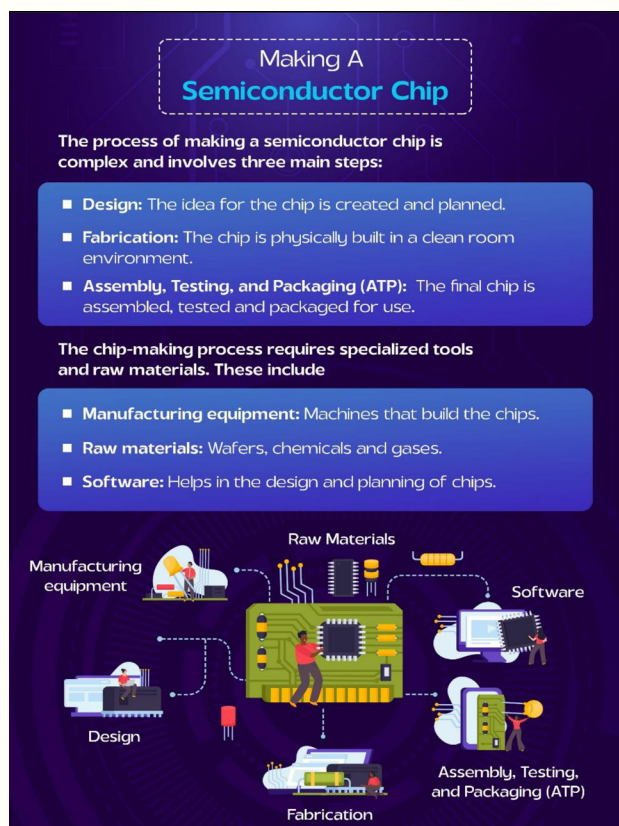 Making A
Semiconductor Chip
The process of making a semiconductor chip is
complex and involves three main steps:
■ Design: The idea for the chip is created and planned.
■ Fabrication: The chip is physically built in a clean room
environment.
■ Assembly, Testing, and Packaging (ATP): The final chip is
assembled, tested and packaged for use.
The chip-making process requires specialized tools
and raw materials. These include
■ Manufacturing equipment: Machines that build the chips.
■ Raw materials: Wafers, chemicals and gases.
■ Software: Helps in the design and planning of chips.
Raw Materials
Manufacturing
equipment
Software
Design
Assembly, Testing,
and Packaging (ATP)
Fabrication